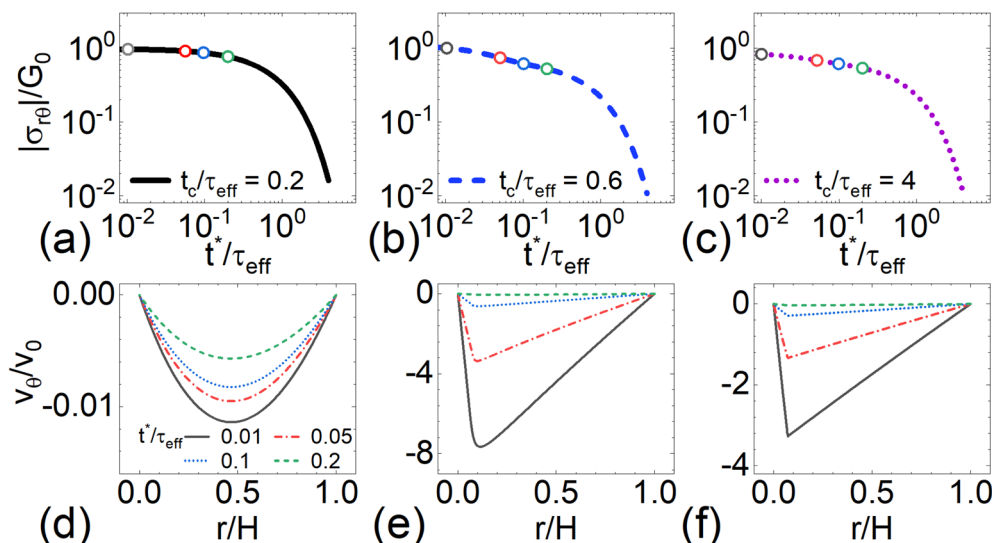 |σrθ|/G0
10^0
10^-1
10^-2
tc/τeff = 0.2
10^-2
10^-1
10^0
t*/τeff
(a)
10^0
10^-1
10^-2
tc/τeff = 0.6
10^-2
10^-1
10^0
t*/τeff
(b)
10^0
10^-1
10^-2
tc/τeff = 4
10^-2
10^-1
10^0
t*/τeff
(c)
vθ/v0
0.00
-0.01
t*/τeff
0.01
0.05
0.1
0.2
0.0
0.5
1.0
r/H
(d)
0
-4
-8
0.0
0.5
1.0
r/H
(e)
0
-2
-4
0.0
0.5
1.0
r/H
(f)